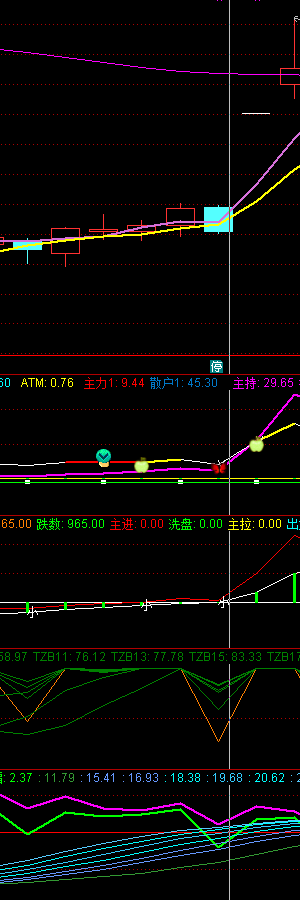 停
60 ATM: 0.76 主力1: 9.44 散户1: 45.30 主持: 29.65
65.00 跌数: 965.00 主进: 0.00 洗盘: 0.00 主拉: 0.00 出
58.97 TZB11: 76.12 TZB13: 77.78 TZB15: 83.33 TZB17
: 2.37 : 11.79 : 15.41 : 16.93 : 18.38 : 19.68 : 20.62 : 2